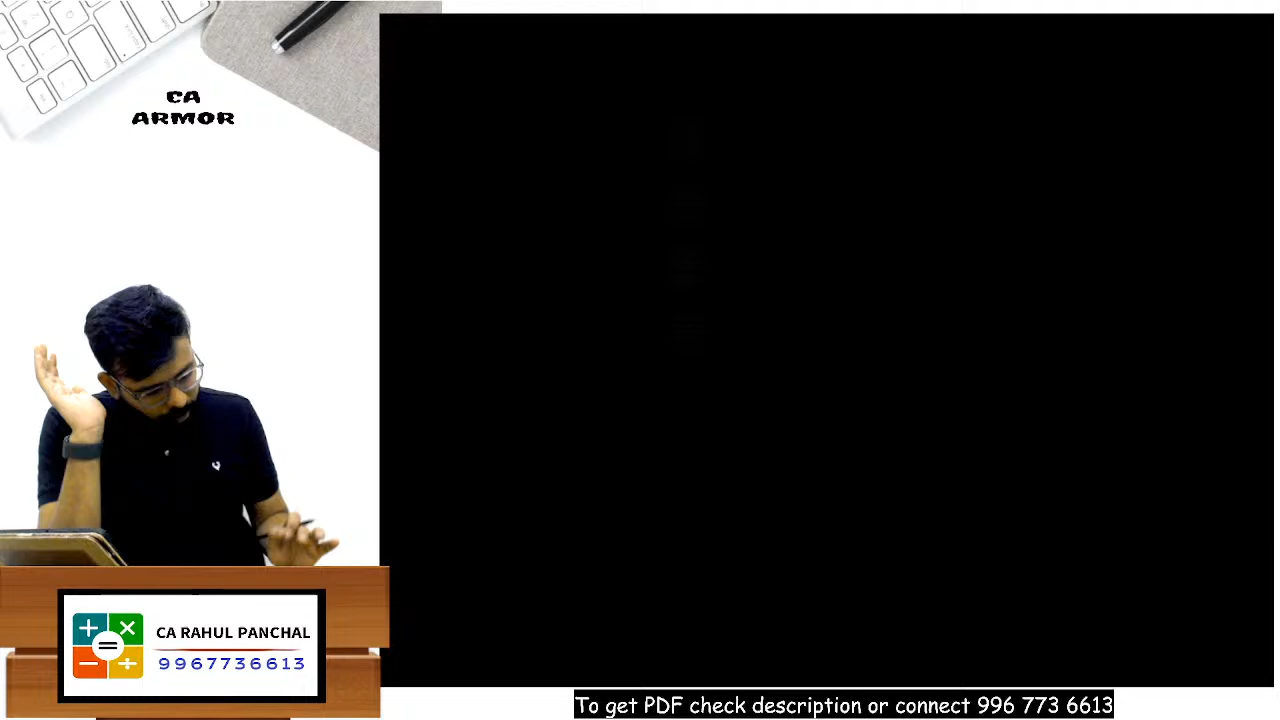 CA
ARMOR
CA RAHUL PANCHAL
9967736613
To get PDF check description or connect 996 773 6613